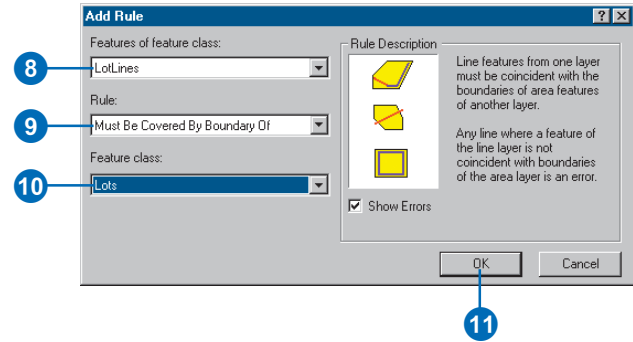 Add Rule
Features of feature class:
8
LotLines
Rule:
9
Must Be Covered By Boundary Of
Feature class:
10
Lots
Rule Description
Line features from one layer
must be coincident with the
boundaries of area features
of another layer.
Any line where a feature of
the line layer is not
coincident with boundaries
of the area layer is an error.
Show Errors
OK
Cancel
11